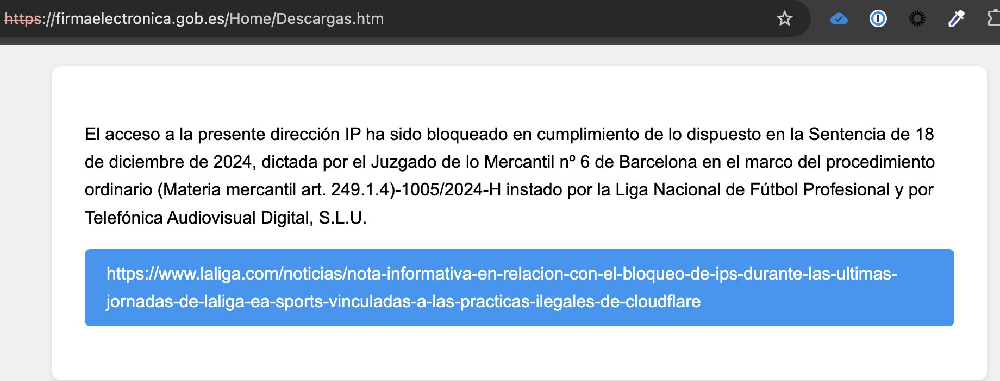 https://firmaelectronica.gob.es/Home/Descargas.htm
El acceso a la presente dirección IP ha sido bloqueado en cumplimiento de lo dispuesto en la Sentencia de 18
de diciembre de 2024, dictada por el Juzgado de lo Mercantil nº 6 de Barcelona en el marco del procedimiento
ordinario (Materia mercantil art. 249.1.4)-1005/2024-H instado por la Liga Nacional de Fútbol Profesional y por
Telefónica Audiovisual Digital, S.L.U.
https://www.laliga.com/noticias/nota-informativa-en-relacion-con-el-bloqueo-de-ips-durante-las-ultimas-
jornadas-de-laliga-ea-sports-vinculadas-a-las-practicas-ilegales-de-cloudflare